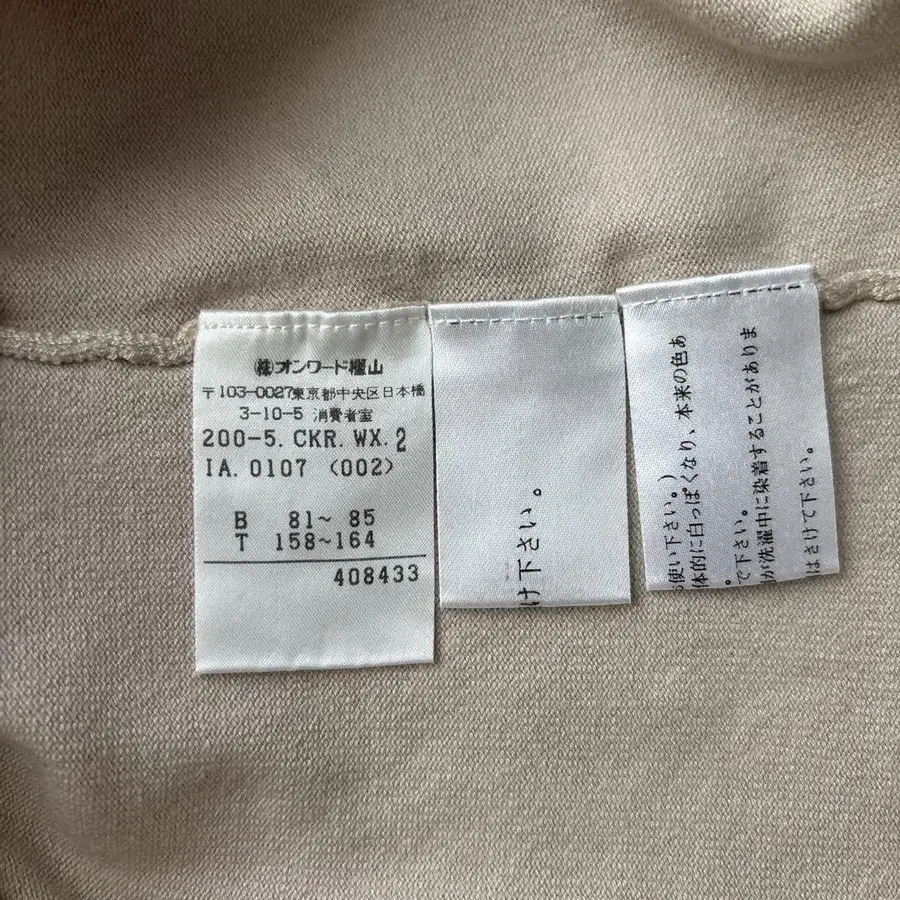 ㈱オンワード樫山
〒103-0027東京都中央区日本橋
3-10-5 消費者室
200-5. CKR. WX. 2
IA. 0107 (002)
B 81~ 85
T 158~164
408433
け下さい。
はさけて下さい。
が洗濯中に染着することがありま
で下さい。
体的に白っぽくなり、本来の色あ
使い下さい。)